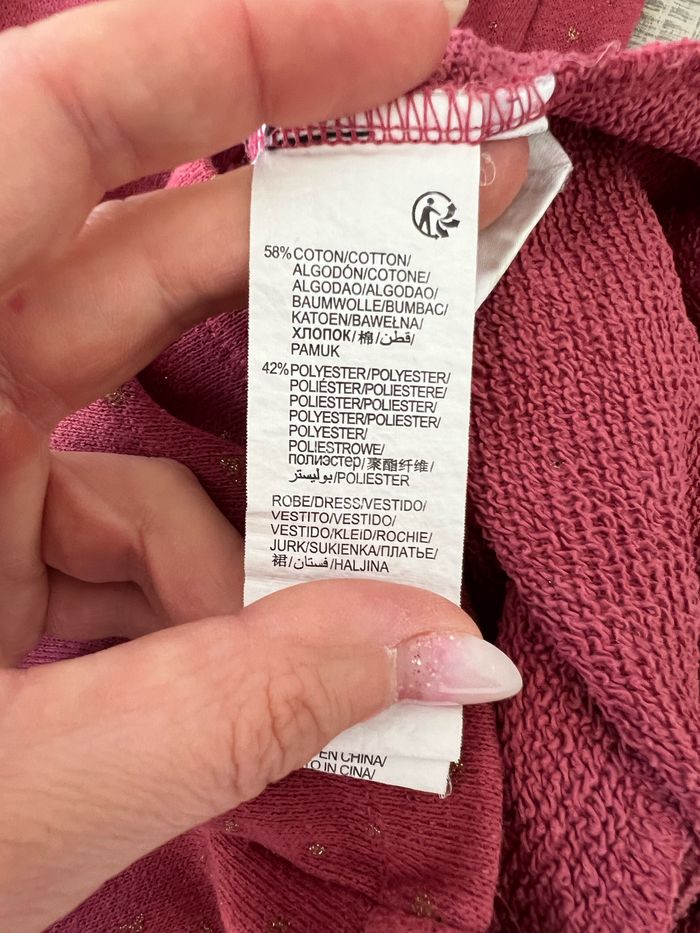 58% COTON/COTTON/
ALGODÓN/COTONE/
ALGODAO/ALGODAO/
BAUMWOLLE/BUMBAC/
KATOEN/BAWEŁNA/
ХЛОПОК/棉/قطن/
PAMUK
42% POLYESTER/POLYESTER/
POLIÉSTER/POLIESTERE/
POLIESTER/POLIESTER/
POLYESTER/POLIESTER/
POLYESTER/
POLIESTROWE/
полиэстер/聚酯纤维/
بوليستر/POLIESTER
ROBE/DRESS/VESTIDO/
VESTITO/VESTIDO/
VESTIDO/KLEID/ROCHIE/
JURK/SUKIENKA/ПЛАТЬЕ/
裙/فستان/HALJINA
EN CHINA/
IN CINA/